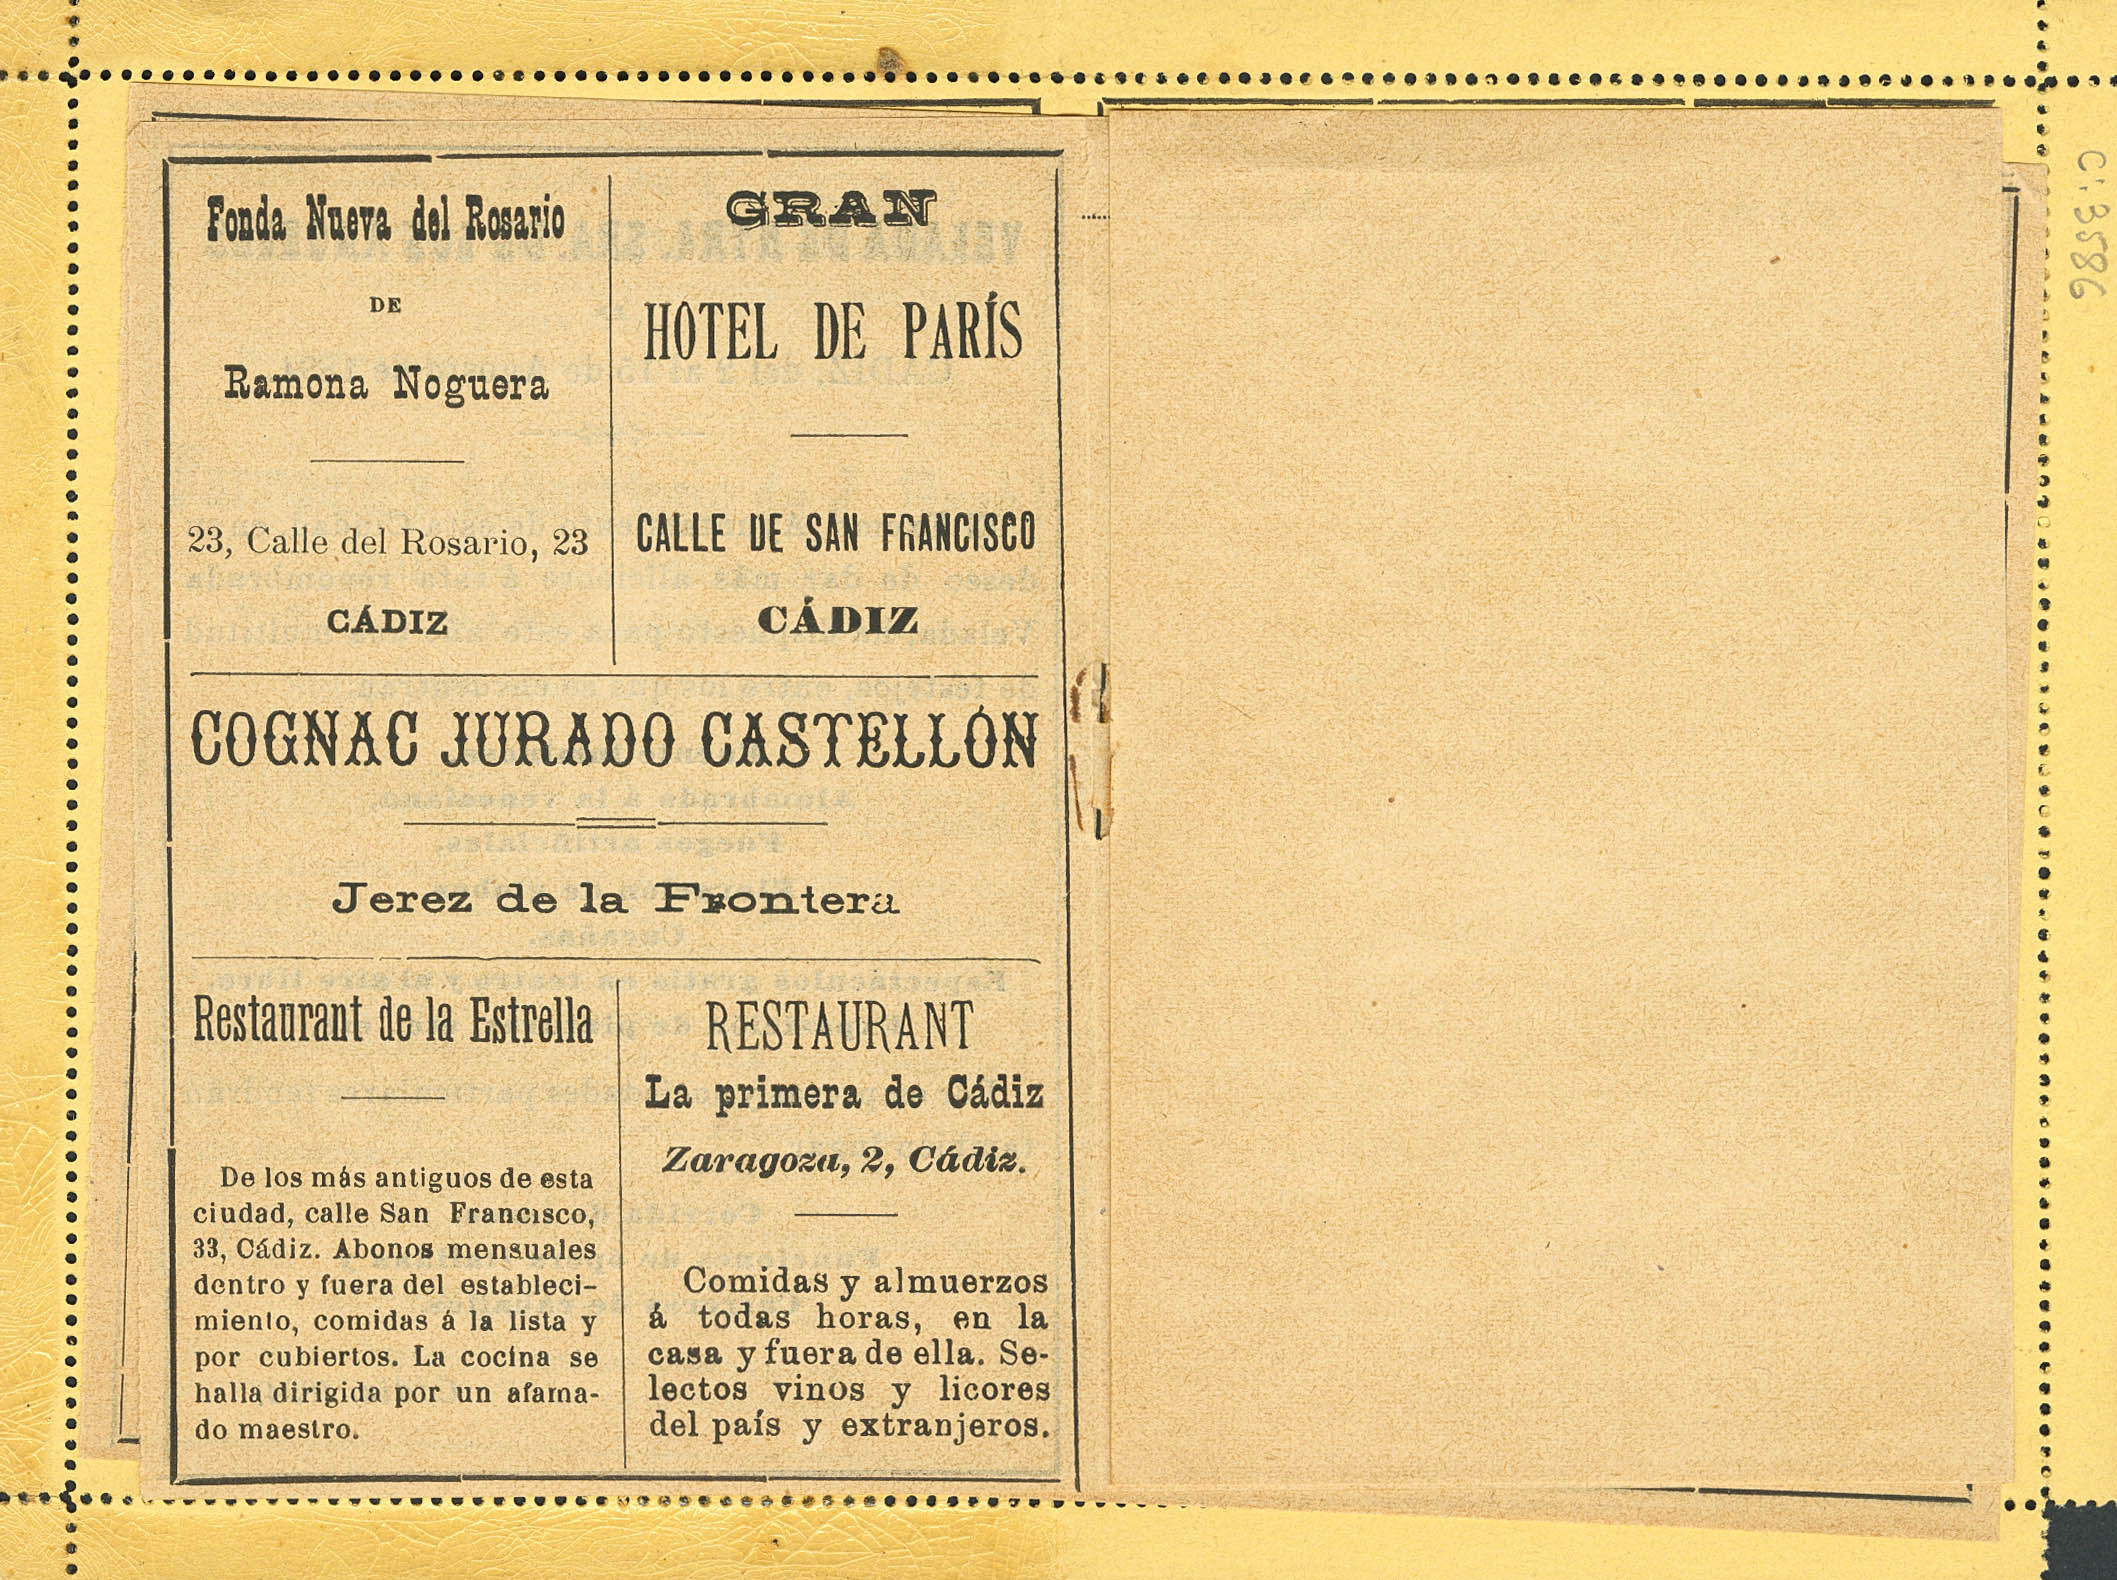 Fonda Nueva del Rosario
DE
Ramona Noguera
23, Calle del Rosario, 23
CÁDIZ
GRAN
HOTEL DE PARÍS
CALLE DE SAN FRANCISCO
CÁDIZ
COGNAC JURADO CASTELLÓN
Jerez de la Frontera
Restaurant de la Estrella
De los más antiguos de esta
ciudad, calle San Francisco,
33, Cádiz. Abonos mensuales
dentro y fuera del estableci-
miento, comidas á la lista y
por cubiertos. La cocina se
halla dirigida por un afama-
do maestro.
RESTAURANT
La primera de Cádiz
Zaragoza, 2, Cádiz.
Comidas y almuerzos
á todas horas, en la
casa y fuera de ella. Se-
lectos vinos y licores
del país y extranjeros.
C: 3586